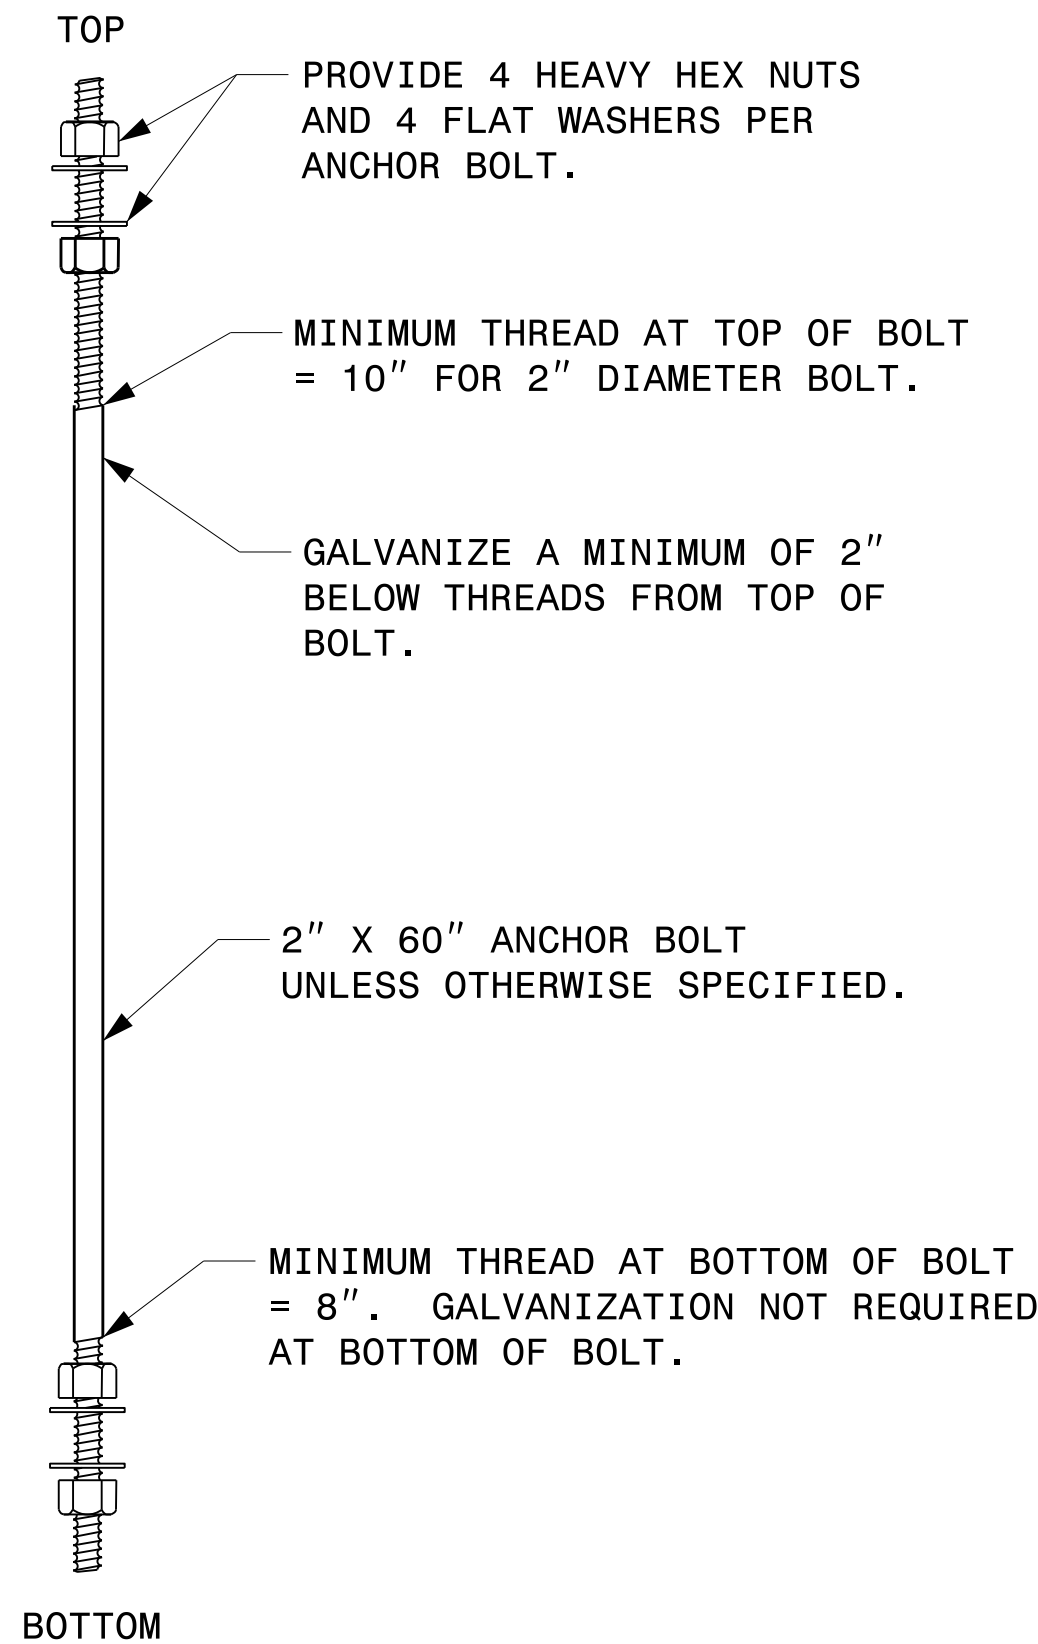 TOP
PROVIDE 4 HEAVY HEX NUTS
AND 4 FLAT WASHERS PER
ANCHOR BOLT.
MINIMUM THREAD AT TOP OF BOLT
= 10" FOR 2" DIAMETER BOLT.
GALVANIZE A MINIMUM OF 2"
BELOW THREADS FROM TOP OF
BOLT.
2" X 60" ANCHOR BOLT
UNLESS OTHERWISE SPECIFIED.
MINIMUM THREAD AT BOTTOM OF BOLT
= 8". GALVANIZATION NOT REQUIRED
AT BOTTOM OF BOLT.
BOTTOM